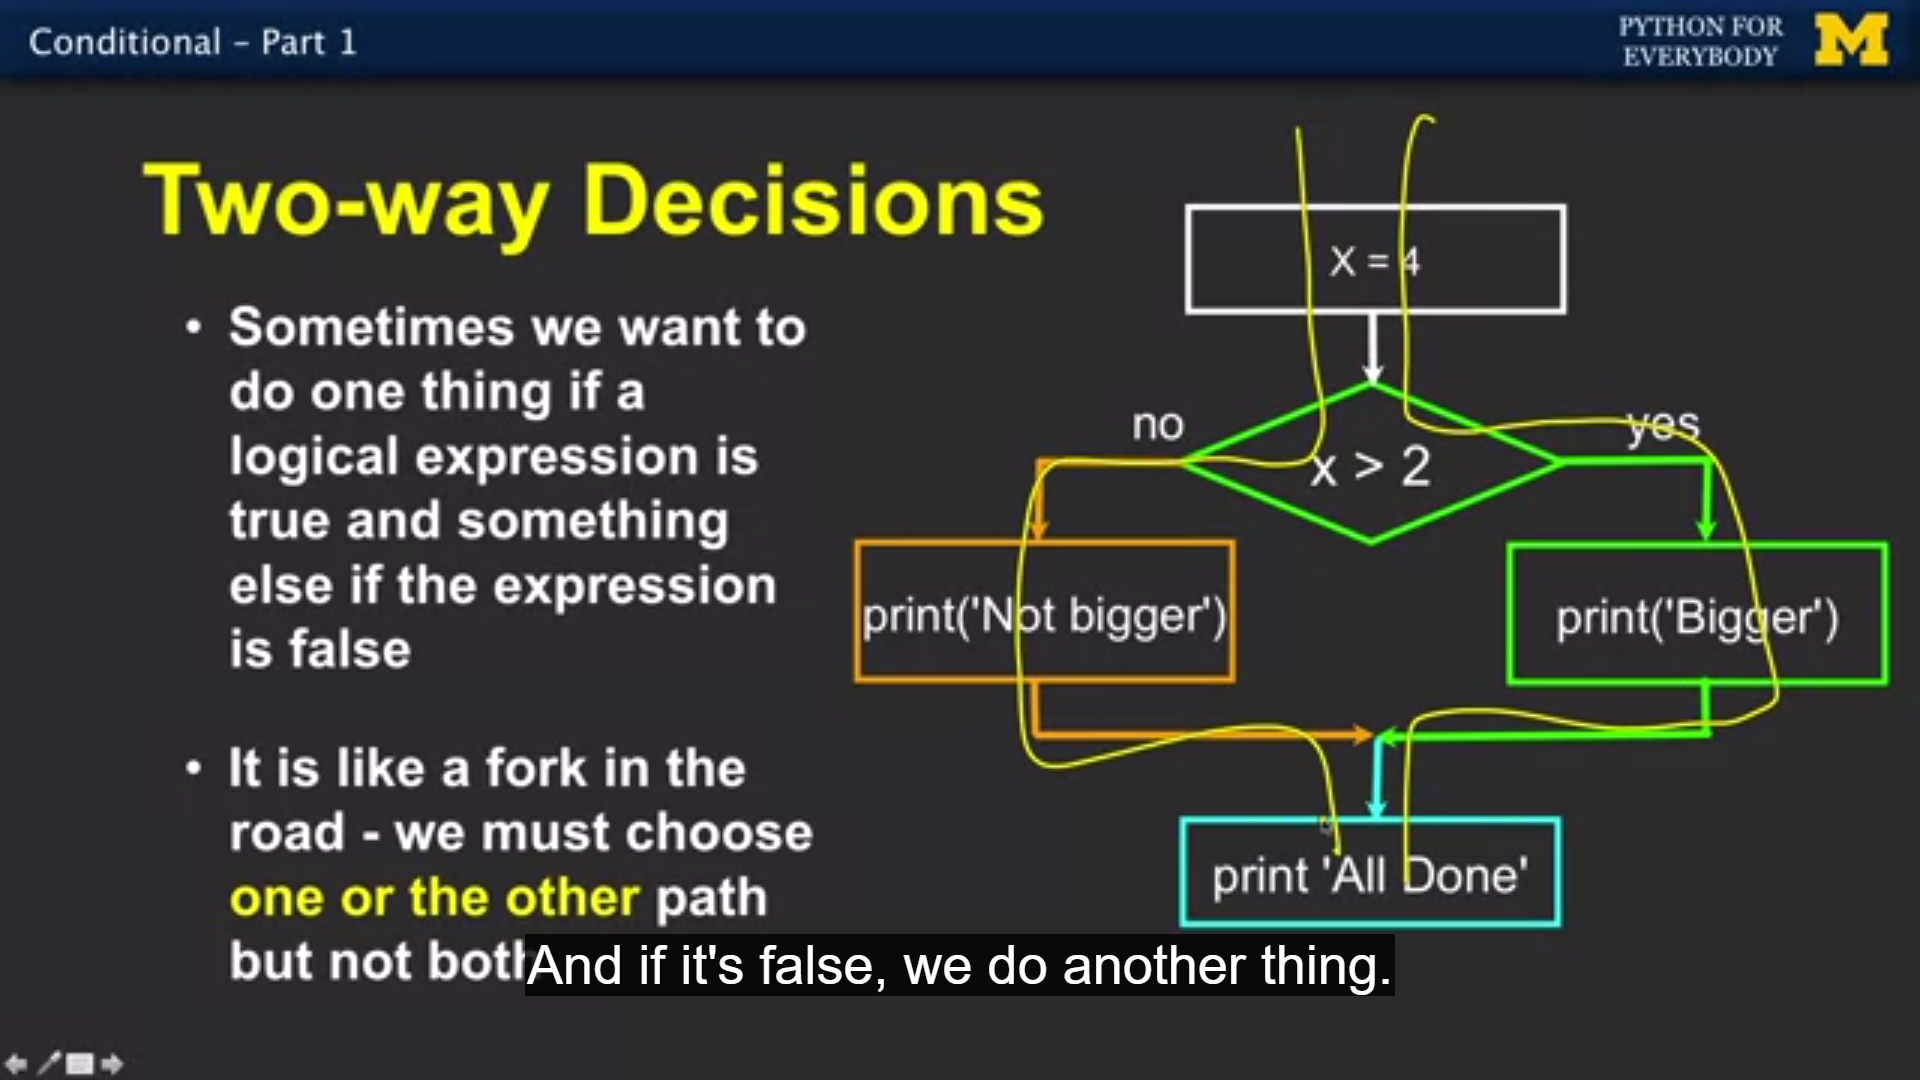 Conditional – Part 1
PYTHON FOR
EVERYBODY
M
Two-way Decisions
• Sometimes we want to
do one thing if a
logical expression is
true and something
else if the expression
is false
• It is like a fork in the
road - we must choose
one or the other path
but not both
X = 4
no
yes
x > 2
print('Not bigger')
print('Bigger')
print 'All Done'
And if it's false, we do another thing.